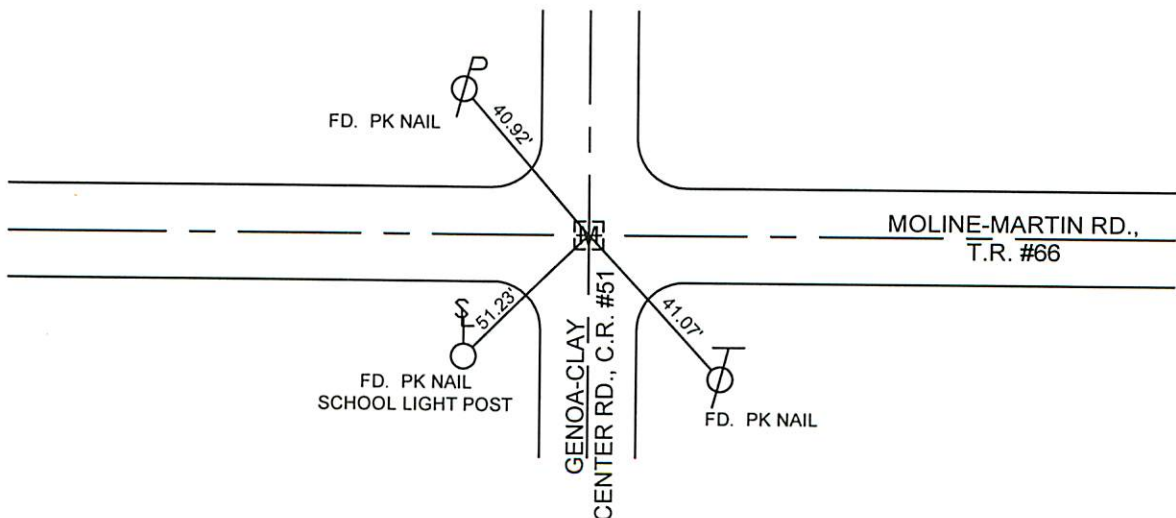 P
FD. PK NAIL
40.92'
MOLINE-MARTIN RD.,
T.R. #66
M
SL
51.23'
41.07'
FD. PK NAIL
SCHOOL LIGHT POST
GENOA-CLAY
CENTER RD., C.R. #51
T
FD. PK NAIL